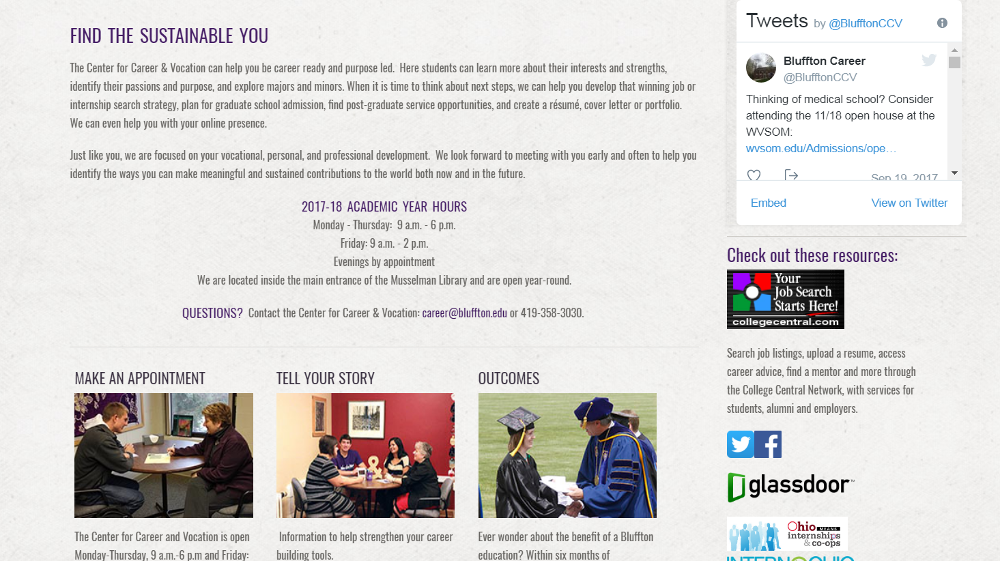 FIND THE SUSTAINABLE YOU
The Center for Career & Vocation can help you be career ready and purpose led.  Here students can learn more about their interests and strengths,
identify their passions and purpose, and explore majors and minors. When it is time to think about next steps, we can help you develop that winning job or
internship search strategy, plan for graduate school admission, find post-graduate service opportunities, and create a résumé, cover letter or portfolio.
We can even help you with your online presence.
Just like you, we are focused on your vocational, personal, and professional development.  We look forward to meeting with you early and often to help you
identify the ways you can make meaningful and sustained contributions to the world both now and in the future.
2017-18 ACADEMIC YEAR HOURS
Monday - Thursday:  9 a.m. - 6 p.m.
Friday: 9 a.m. - 2 p.m.
Evenings by appointment
We are located inside the main entrance of the Musselman Library and are open year-round.
QUESTIONS?  Contact the Center for Career & Vocation: career@bluffton.edu or 419-358-3030.
MAKE AN APPOINTMENT
The Center for Career and Vocation is open
Monday-Thursday, 9 a.m.-6 p.m and Friday:
TELL YOUR STORY
Information to help strengthen your career
building tools.
OUTCOMES
Ever wonder about the benefit of a Bluffton
education? Within six months of
Tweets by @BlufftonCCV
Bluffton Career
@BlufftonCCV
Thinking of medical school? Consider
attending the 11/18 open house at the
WVSOM:
wvsom.edu/Admissions/ope…
Sep 19, 2017
Embed
View on Twitter
Check out these resources:
Your
Job Search
Starts Here!
collegecentral.com
Search job listings, upload a resume, access
career advice, find a mentor and more through
the College Central Network, with services for
students, alumni and employers.
glassdoor™
Ohio MEANS
internships
& co-ops
INTERNOHIO